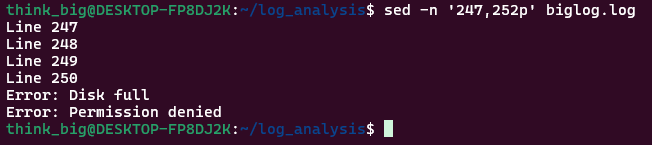 think_big@DESKTOP-FP8DJ2K:~/log_analysis$ sed -n '247,252p' biglog.log
Line 247
Line 248
Line 249
Line 250
Error: Disk full
Error: Permission denied
think_big@DESKTOP-FP8DJ2K:~/log_analysis$